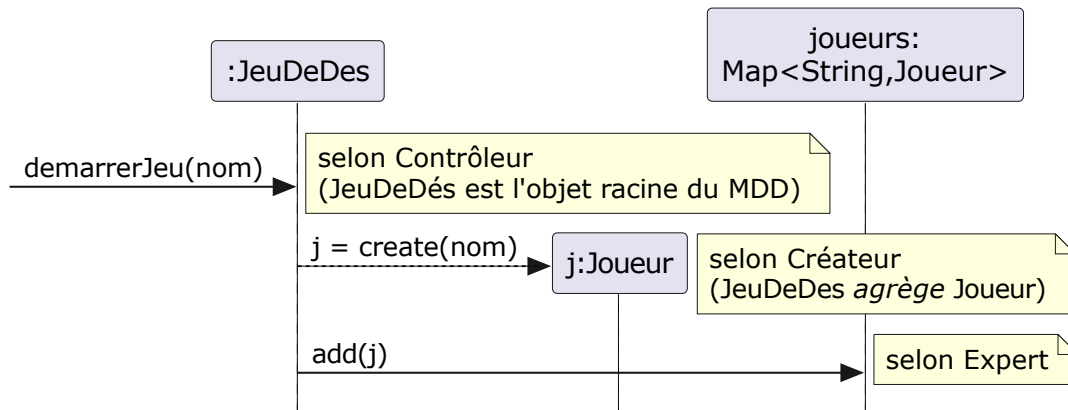 :JeuDeDes
joueurs:
Map<String,Joueur>
demarrerJeu(nom)
selon Contrôleur
(JeuDeDés est l'objet racine du MDD)
j = create(nom)
j:Joueur
selon Créateur
(JeuDeDes agrège Joueur)
add(j)
selon Expert